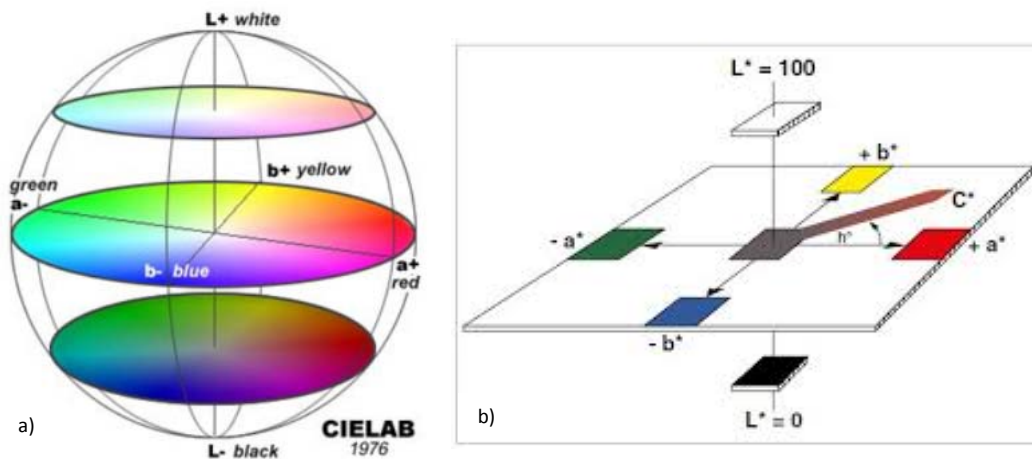 L+ white
b+ yellow
green
a-
b- blue
a+
red
a)
CIELAB
1976
L- black
L* = 100
+ b*
C*
- a*
h°
+ a*
- b*
b)
L* = 0